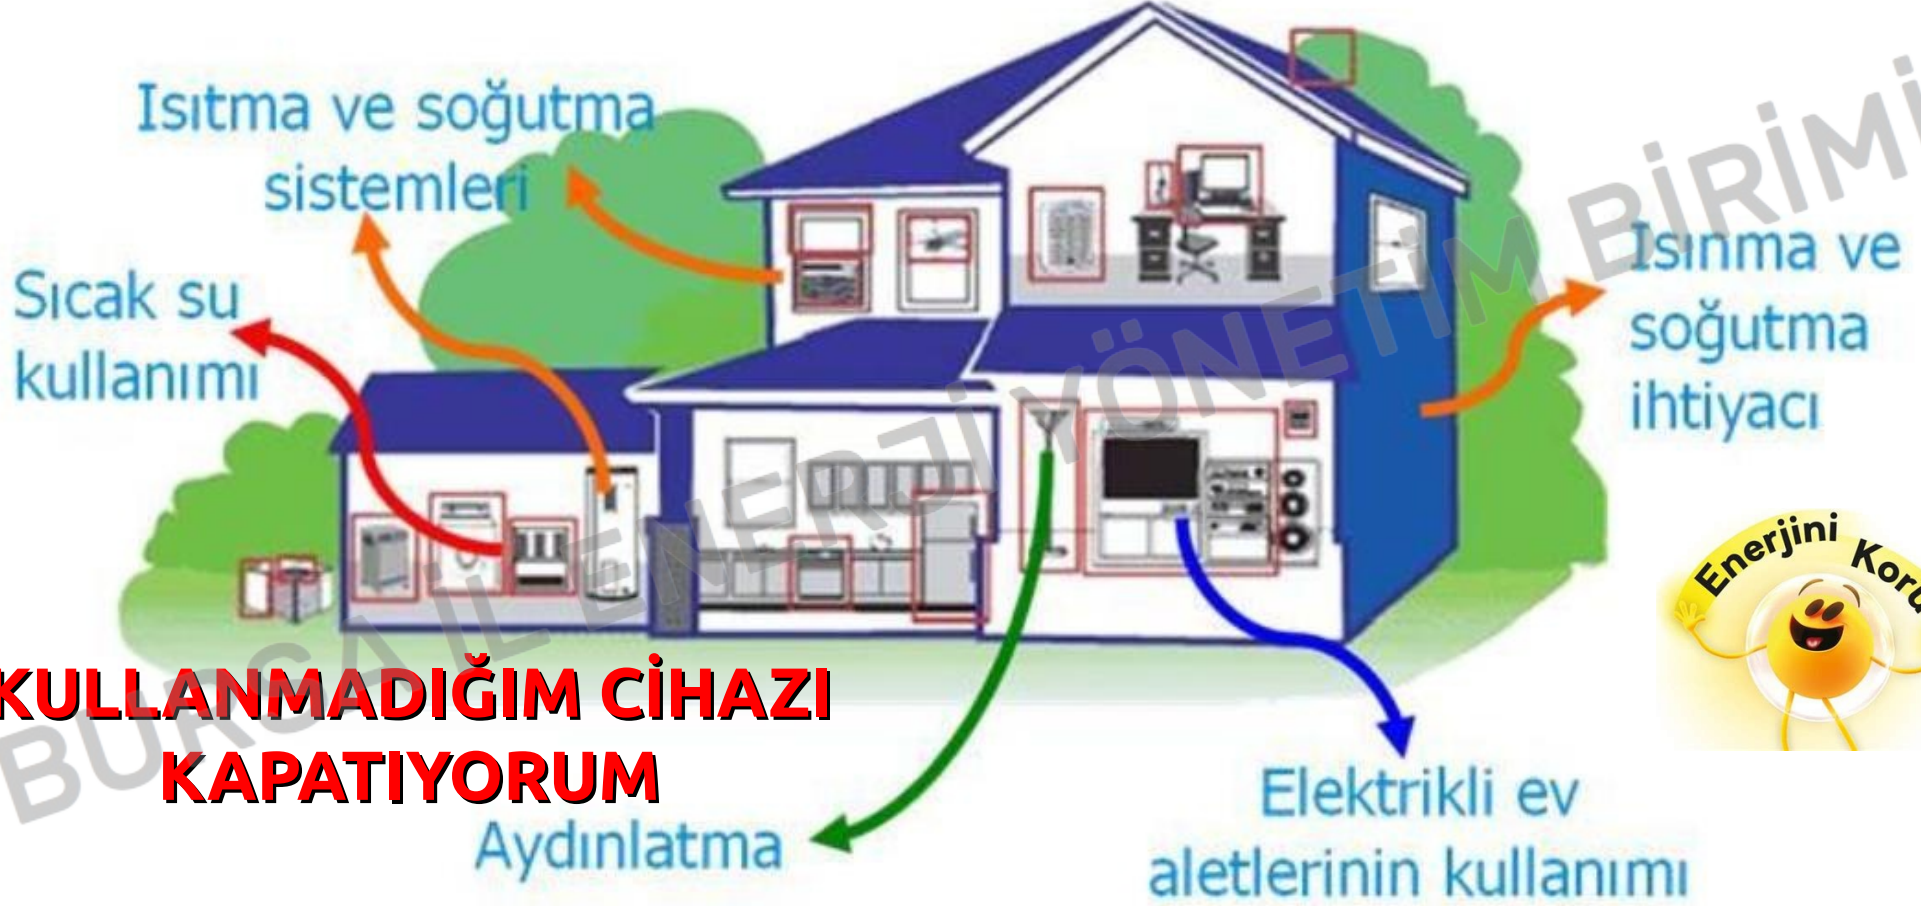 Isıtma ve soğutma
sistemleri
Sıcak su
kullanımı
Isınma ve
soğutma
ihtiyacı
Enerjini Koru
KULLANMADIĞIM CİHAZI
KAPATIYORUM
Aydınlatma
Elektrikli ev
aletlerinin kullanımı
BURSA İL ENERJİ YÖNETİM BİRİMİ